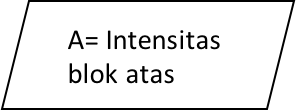 A= Intensitas
blok atas